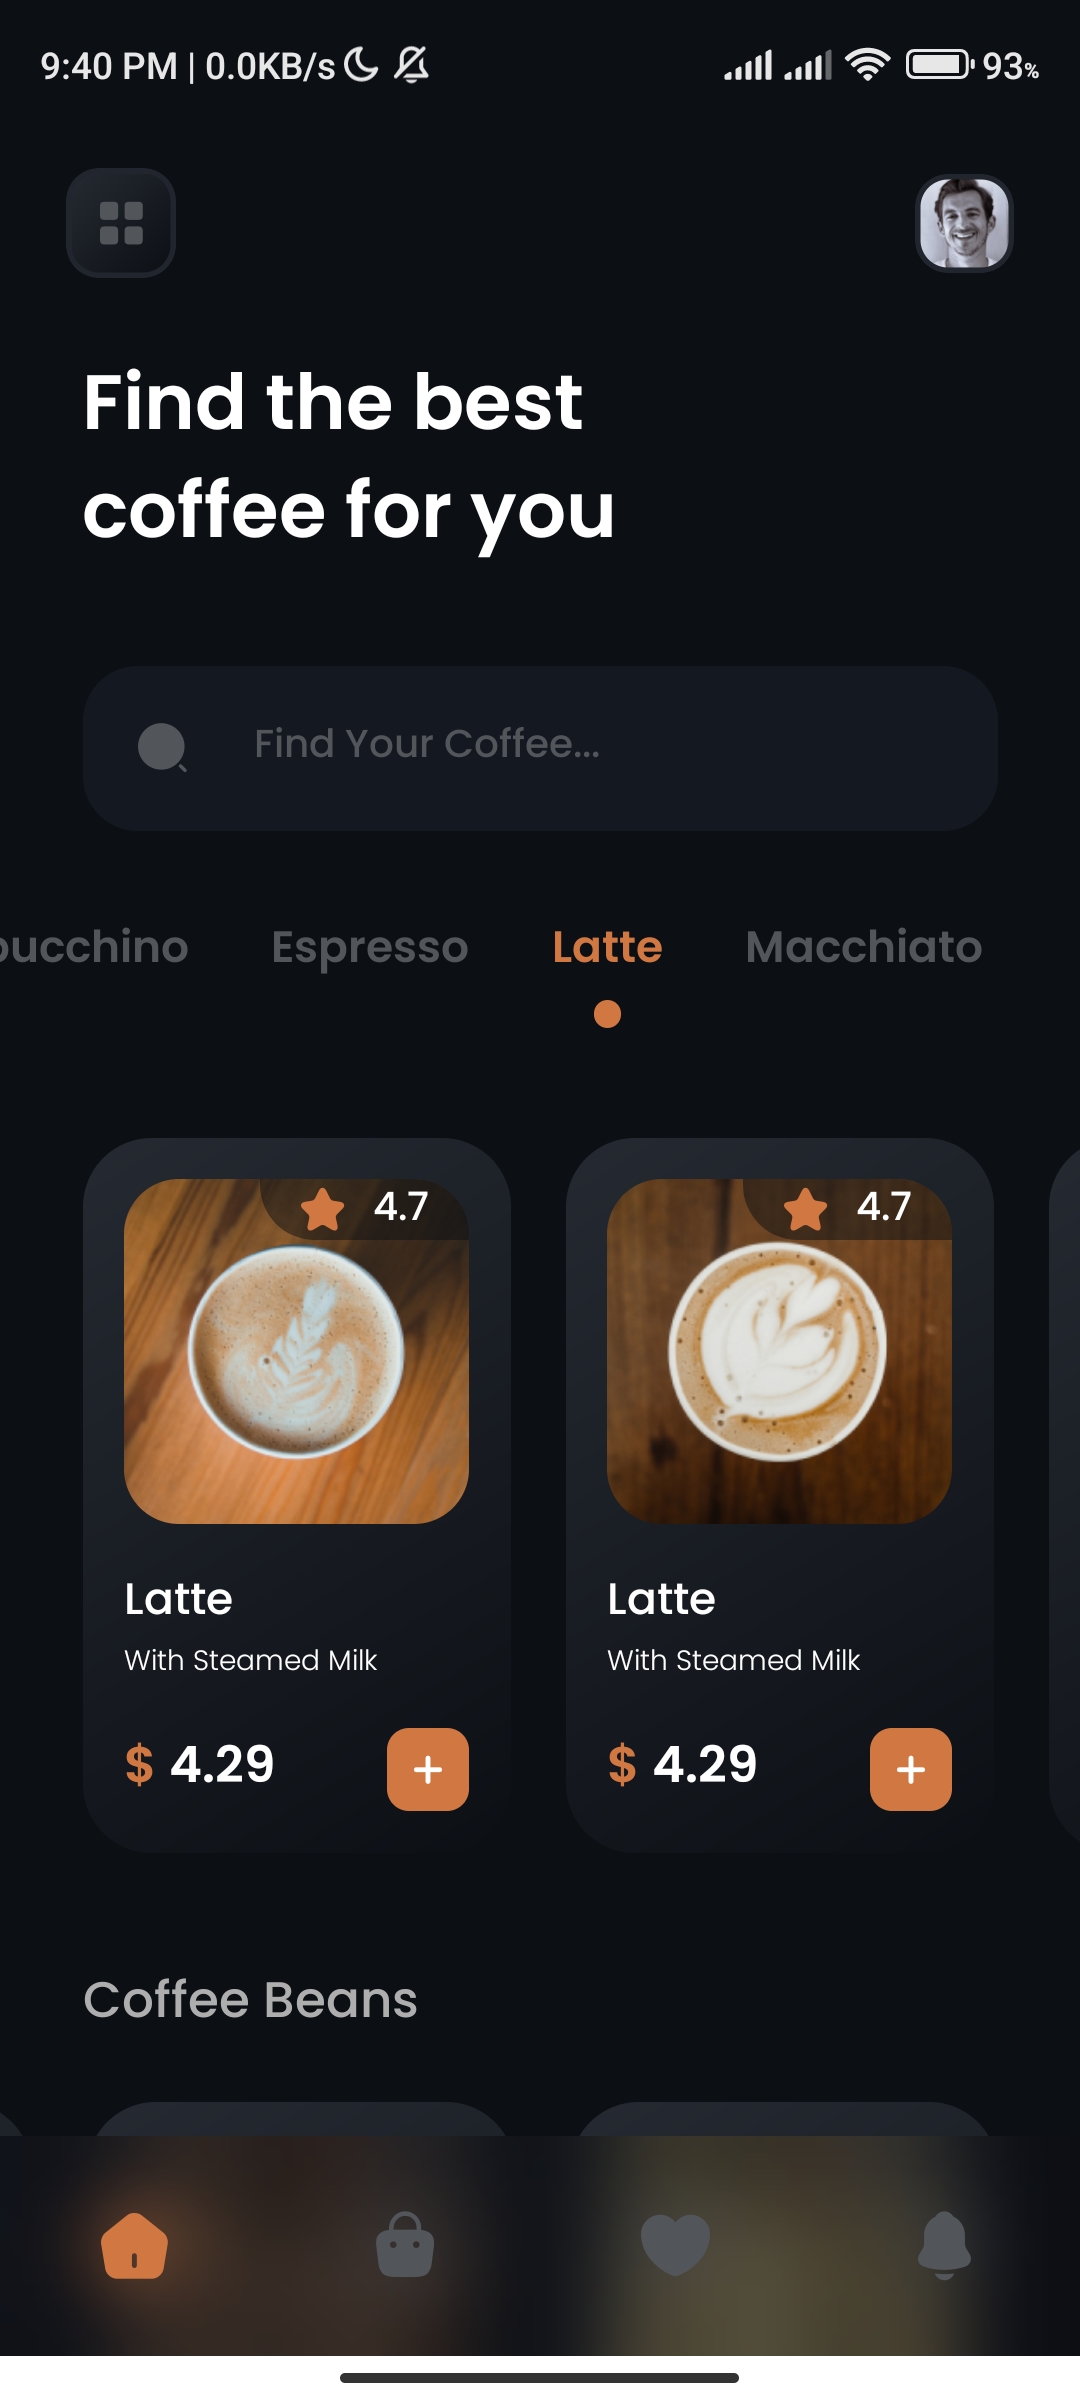 9:40 PM | 0.0KB/s 93%
Find the best
coffee for you
Find Your Coffee...
pucchino Espresso Latte Macchiato
4.7 4.7
Latte Latte
With Steamed Milk With Steamed Milk
$ 4.29 + $ 4.29 +
Coffee Beans